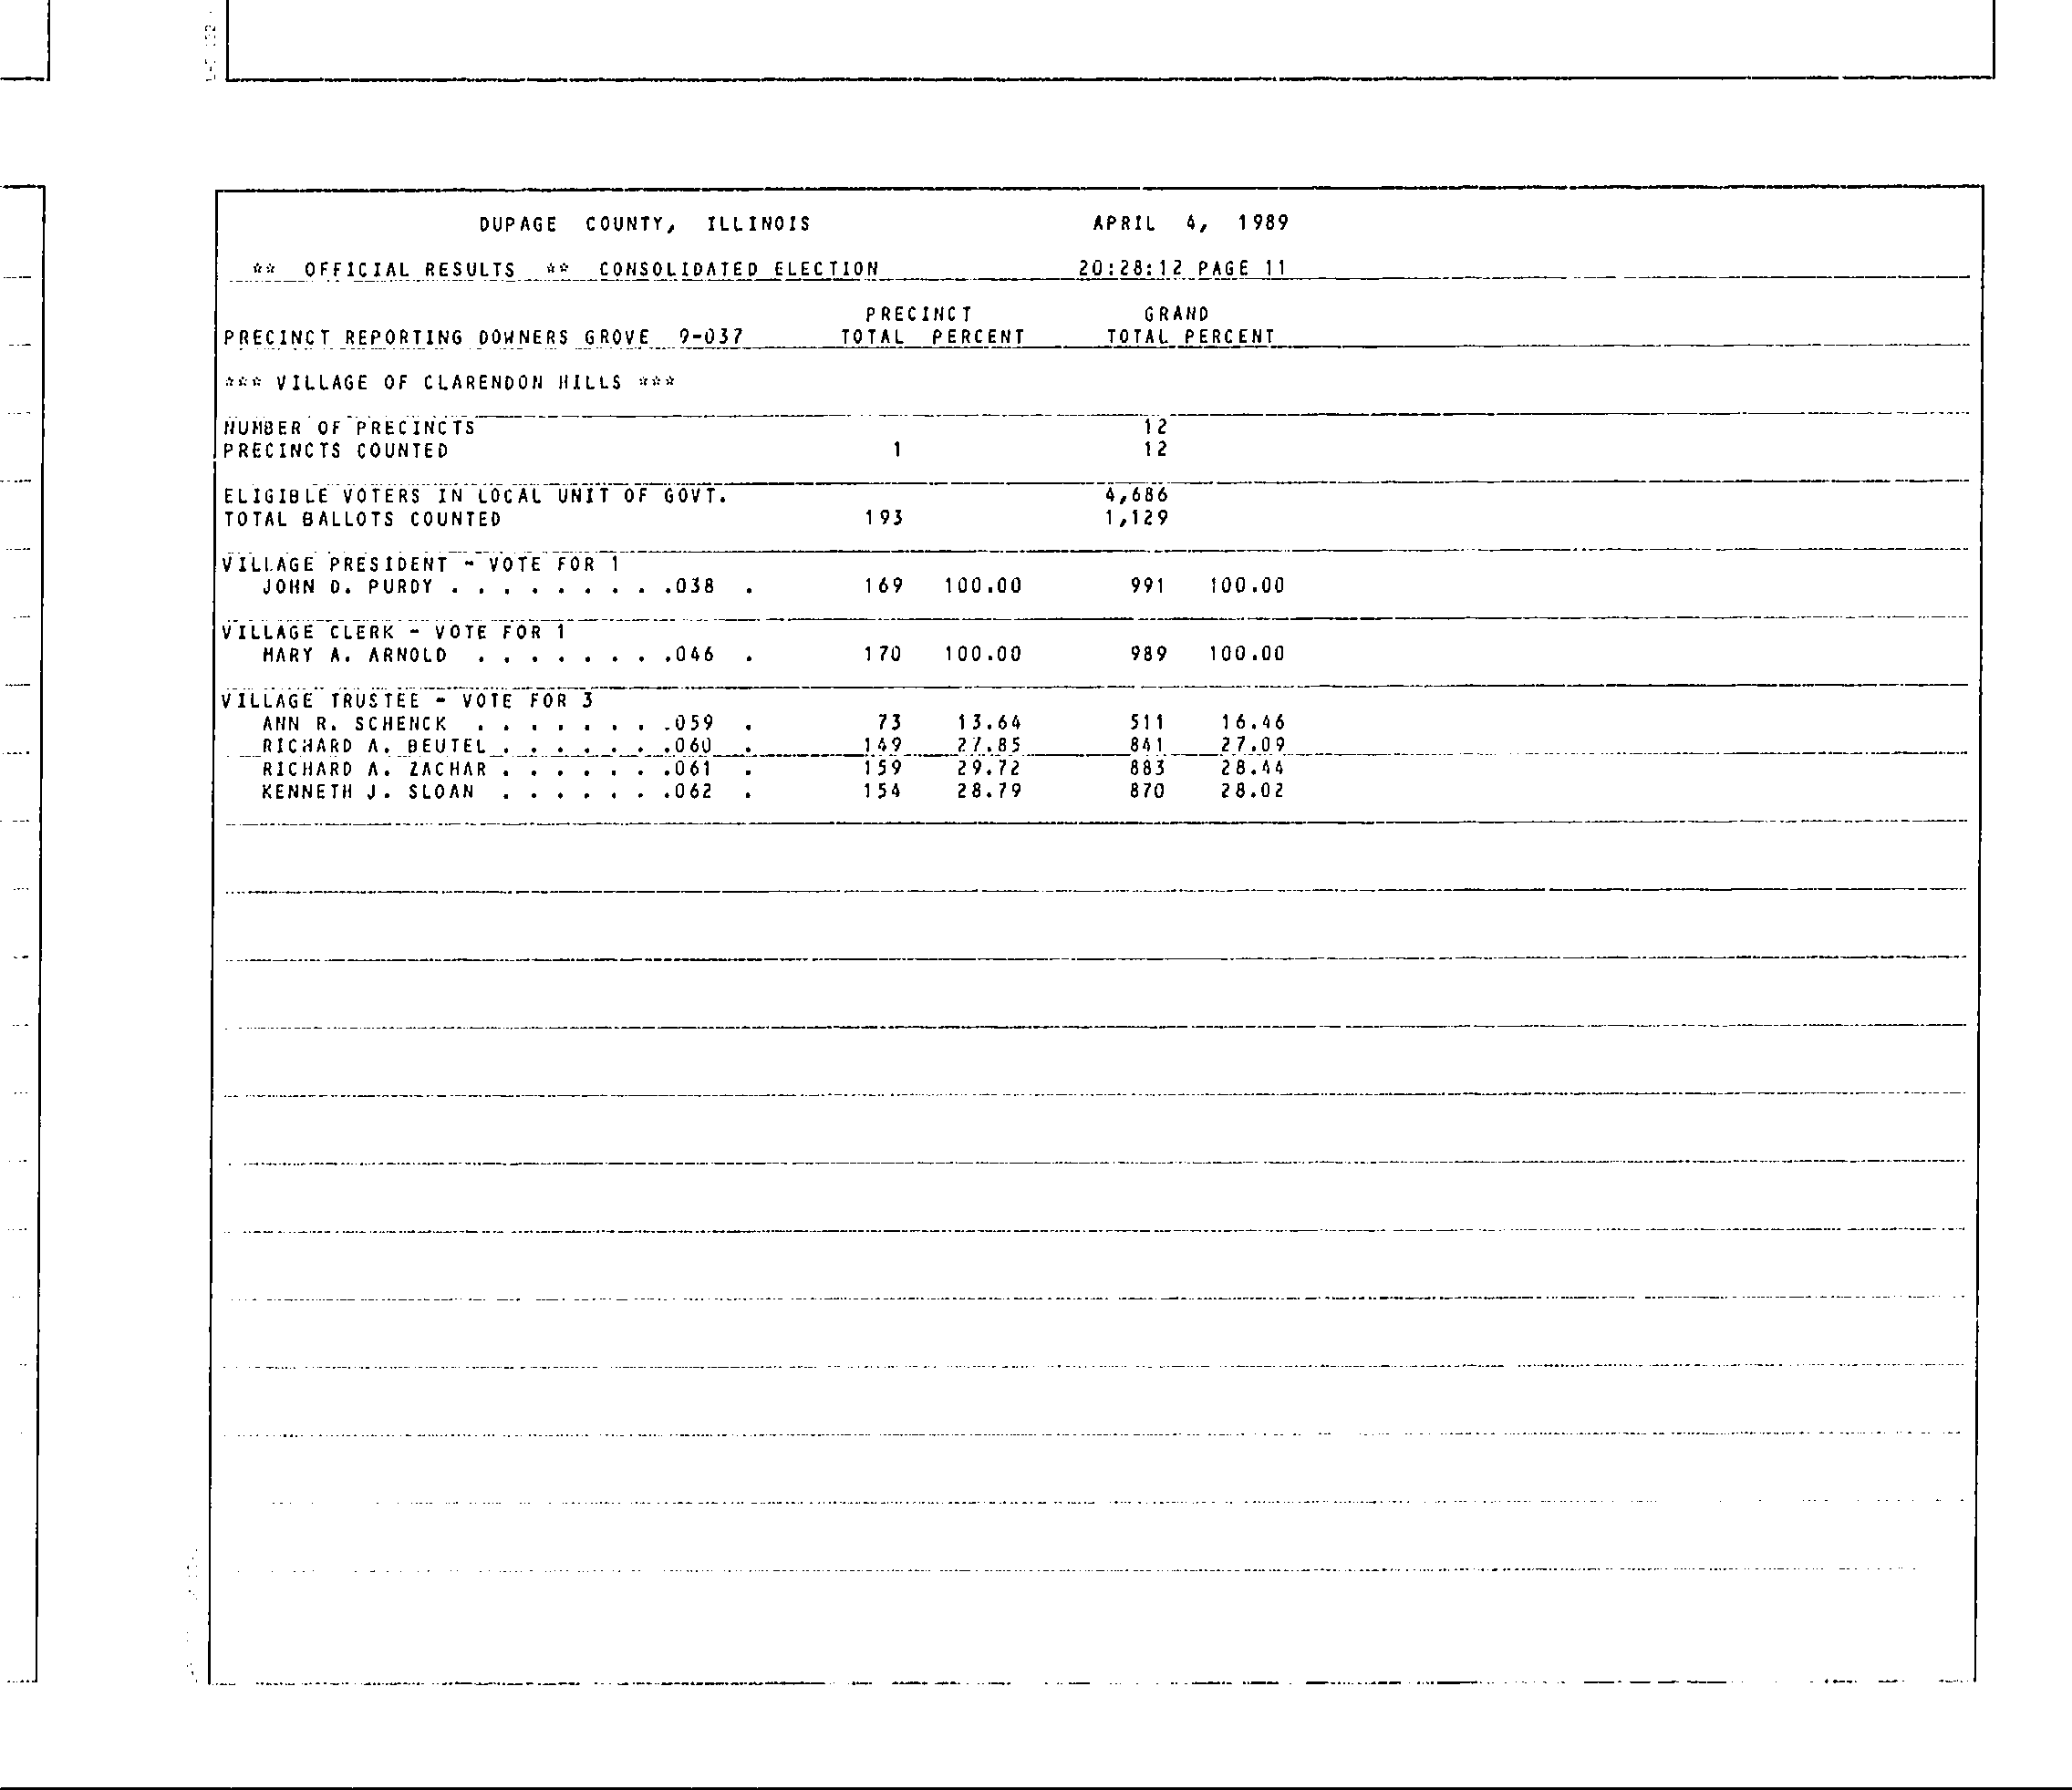 DUPAGE COUNTY, ILLINOIS APRIL 4, 1989
** OFFICIAL RESULTS ** CONSOLIDATED ELECTION 20:28:12 PAGE 11
PRECINCT GRAND
PRECINCT REPORTING DOWNERS GROVE 9-037 TOTAL PERCENT TOTAL PERCENT
*** VILLAGE OF CLARENDON HILLS ***
NUMBER OF PRECINCTS 12
PRECINCTS COUNTED 1 12
ELIGIBLE VOTERS IN LOCAL UNIT OF GOVT. 4,686
TOTAL BALLOTS COUNTED 193 1,129
VILLAGE PRESIDENT - VOTE FOR 1
JOHN D. PURDY . . . . . . . . .038 . 169 100.00 991 100.00
VILLAGE CLERK - VOTE FOR 1
MARY A. ARNOLD . . . . . . . .046 . 170 100.00 989 100.00
VILLAGE TRUSTEE - VOTE FOR 3
ANN R. SCHENCK . . . . . . . .059 . 73 13.64 511 16.46
RICHARD A. BEUTEL . . . . . . .060 . 149 27.85 841 27.09
RICHARD A. ZACHAR . . . . . . .061 . 159 29.72 883 28.44
KENNETH J. SLOAN . . . . . . .062 . 154 28.79 870 28.02